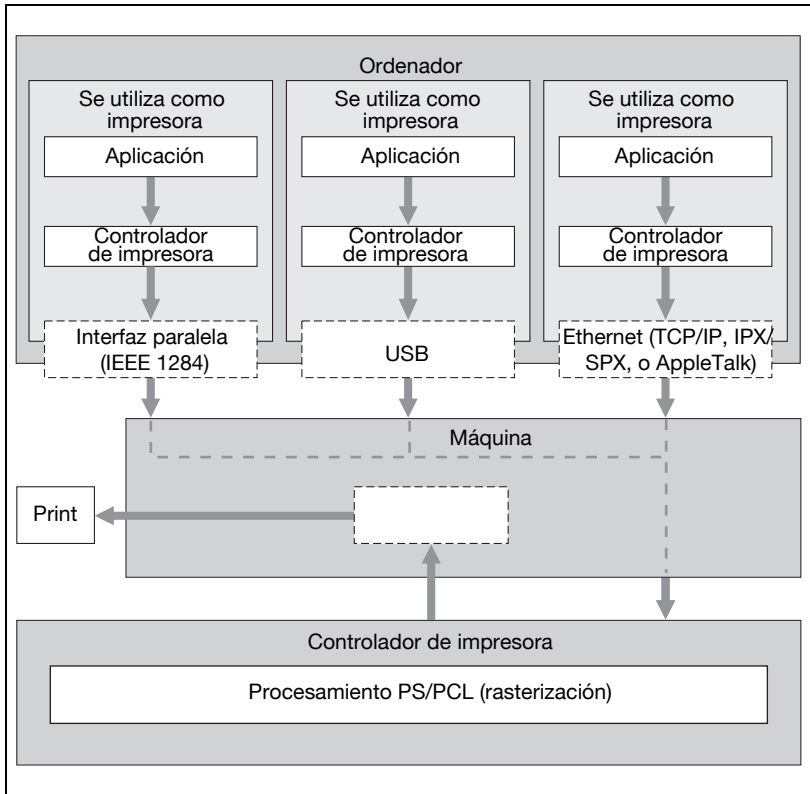 Ordenador
Se utiliza como
impresora
Aplicación
Controlador
de impresora
Interfaz paralela
(IEEE 1284)
Se utiliza como
impresora
Aplicación
Controlador
de impresora
USB
Se utiliza como
impresora
Aplicación
Controlador
de impresora
Ethernet (TCP/IP, IPX/
SPX, o AppleTalk)
Máquina
Print
Controlador de impresora
Procesamiento PS/PCL (rasterización)